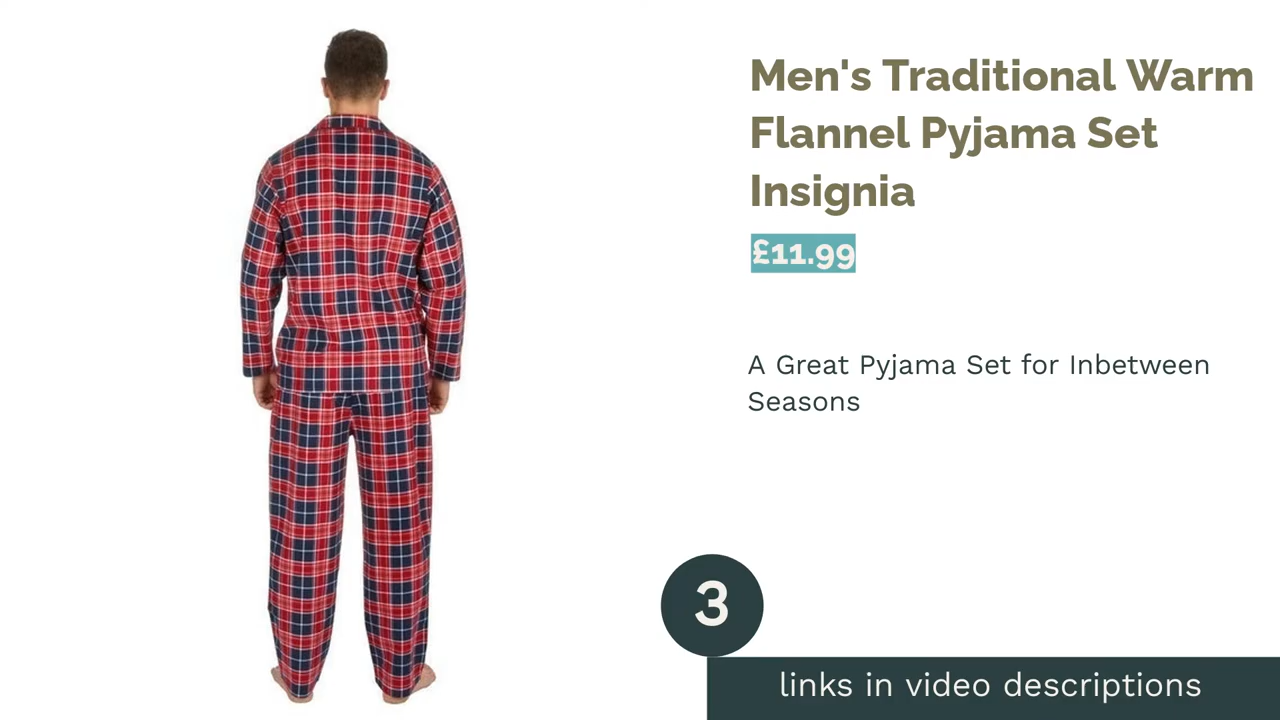 Men's Traditional Warm
Flannel Pyjama Set
Insignia
£11.99
A Great Pyjama Set for Inbetween
Seasons
3
links in video descriptions